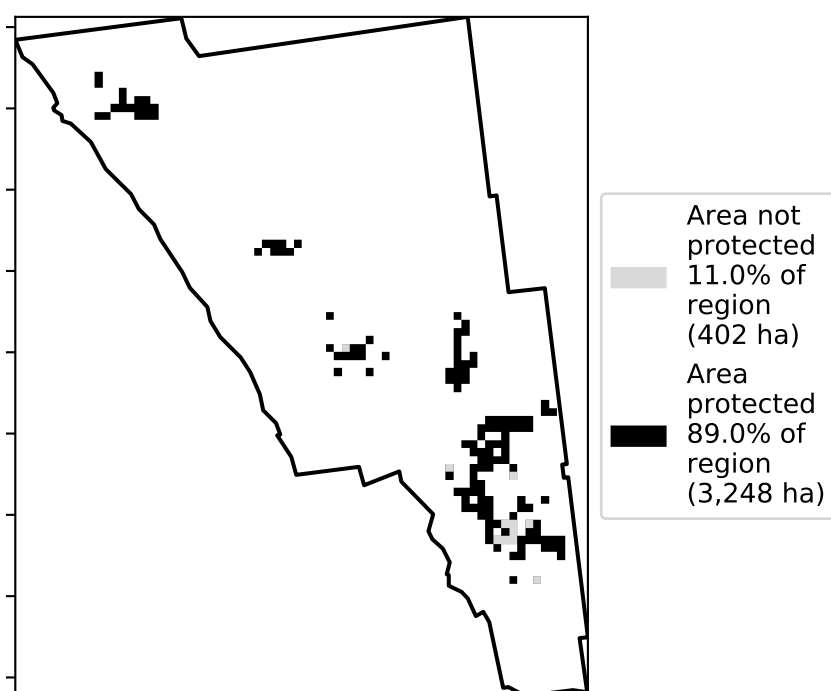 Area not
protected
11.0% of
region
(402 ha)
Area
protected
89.0% of
region
(3,248 ha)